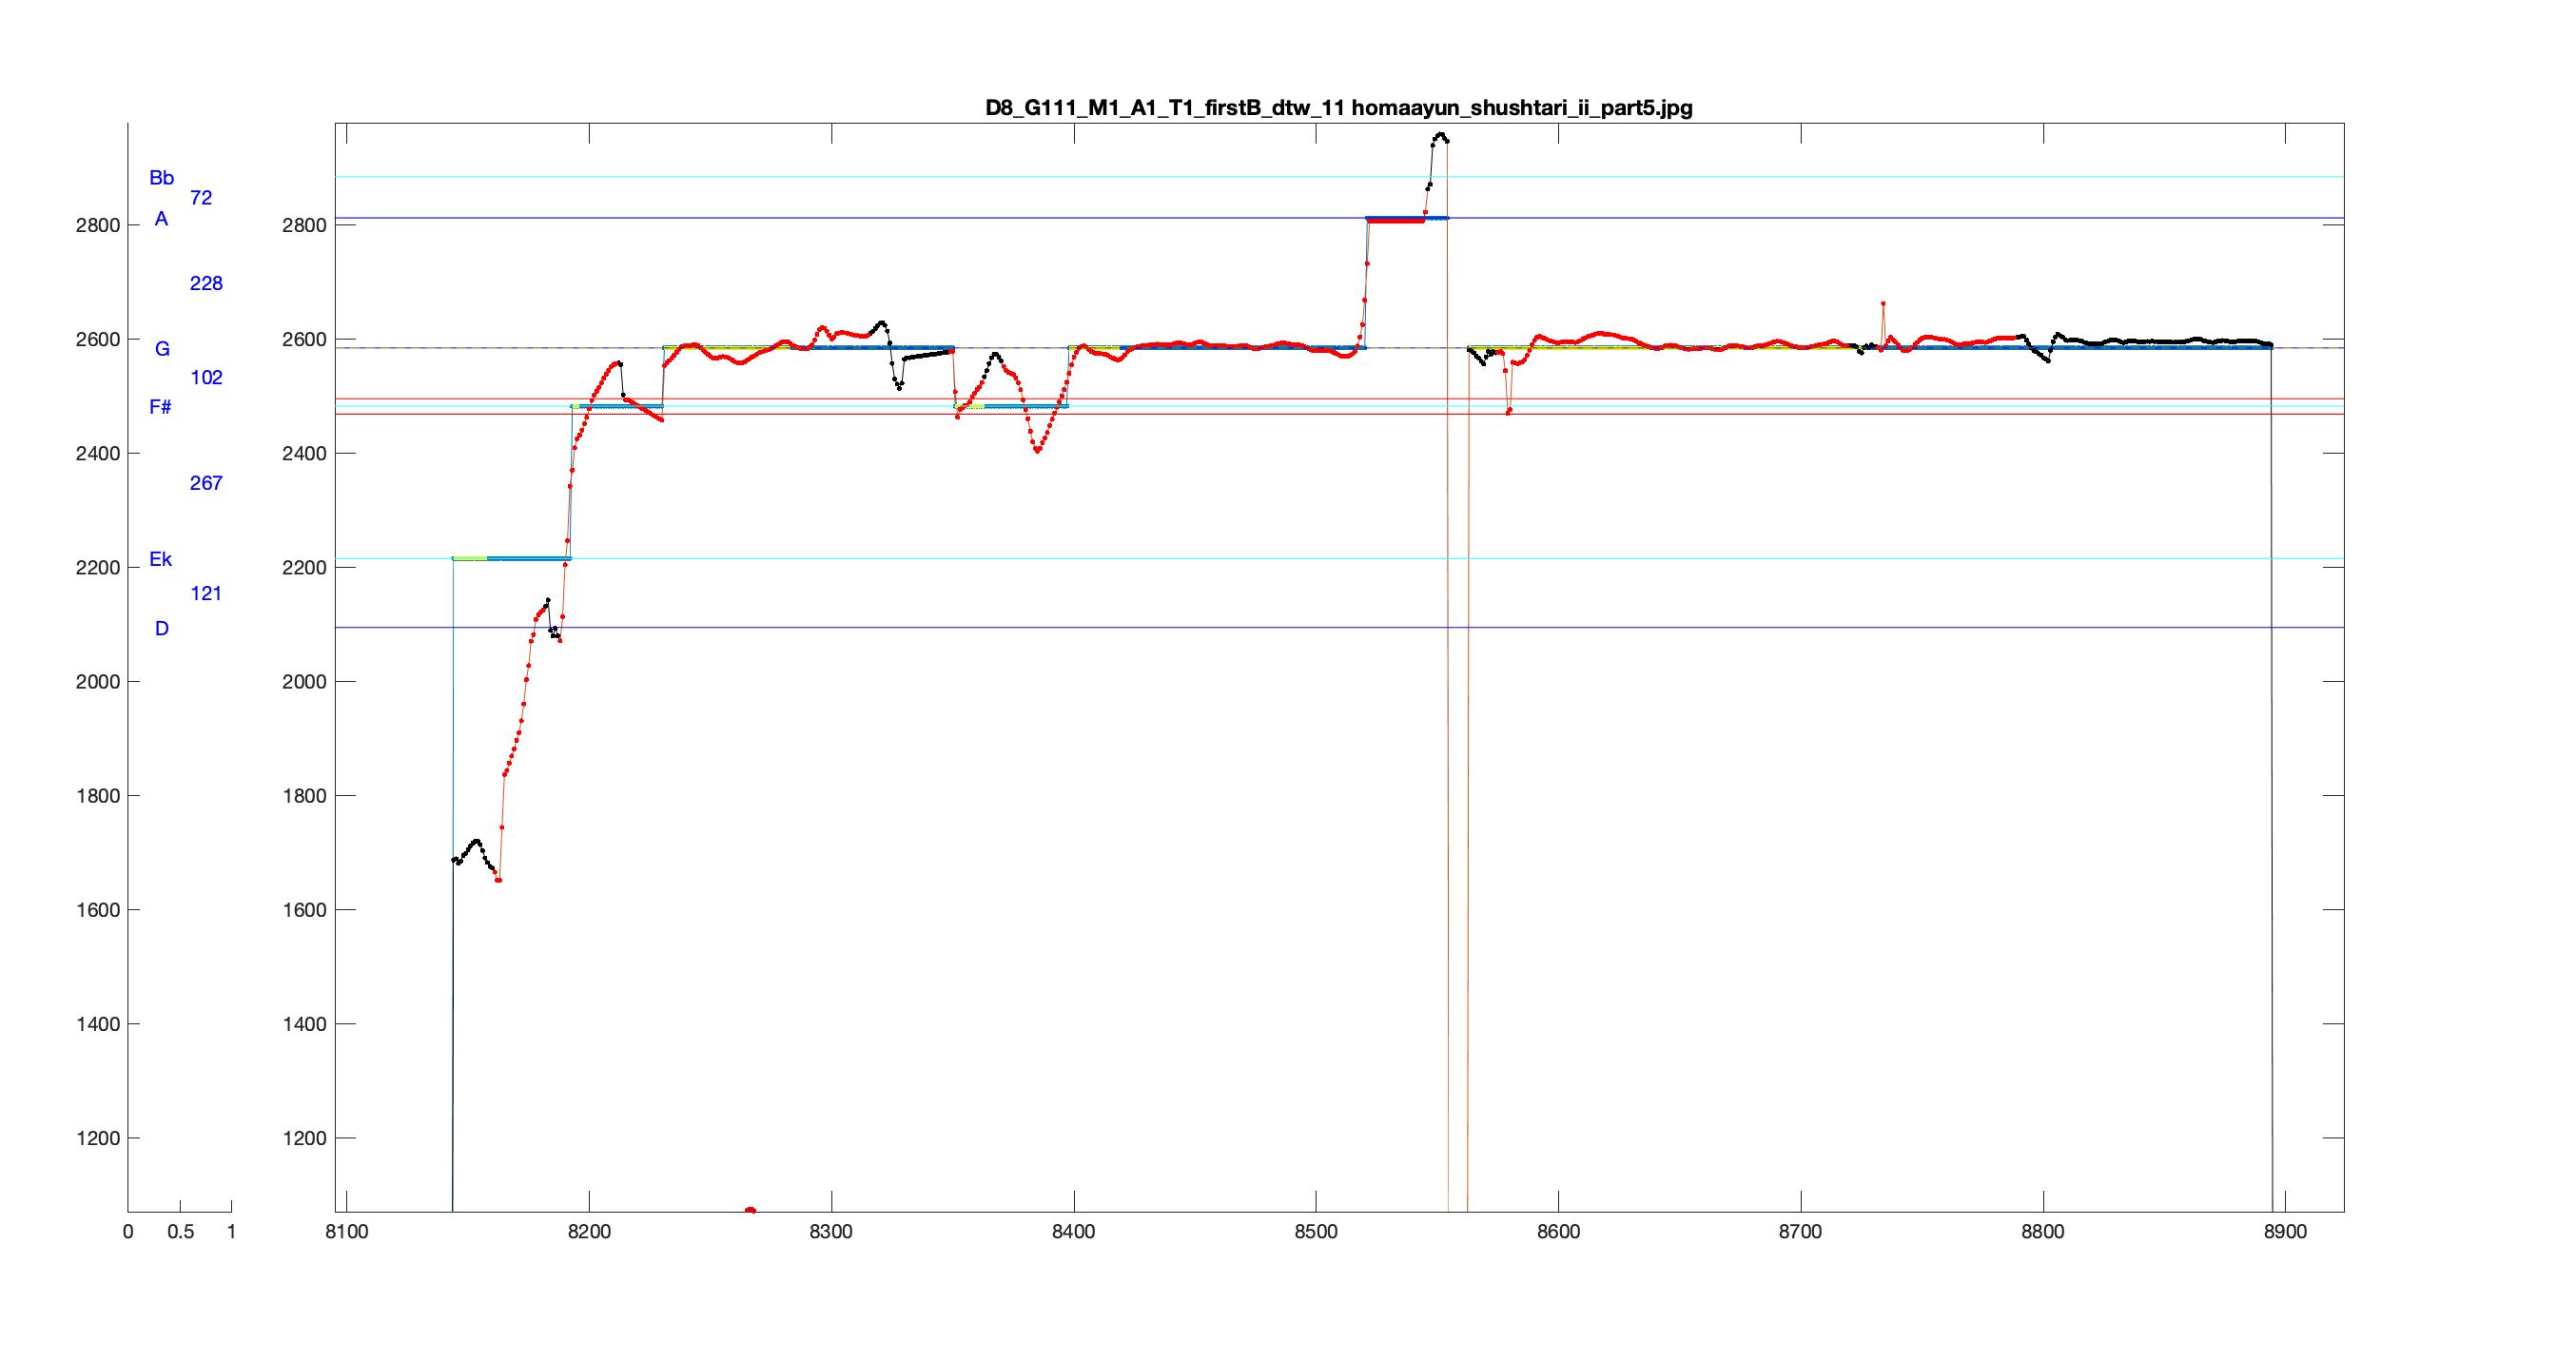 D8_G111_M1_A1_T1_firstB_dtw_11 homaayun_shushtari_ii_part5.jpg
Bb
72
2800 A 2800
228
2600 2600
G
102
F#
2400 2400
267
Ek
2200 2200
121
D
2000 2000
1800 1800
1600 1600
1400 1400
1200 1200
0 0.5 1 8100 8200 8300 8400 8500 8600 8700 8800 8900